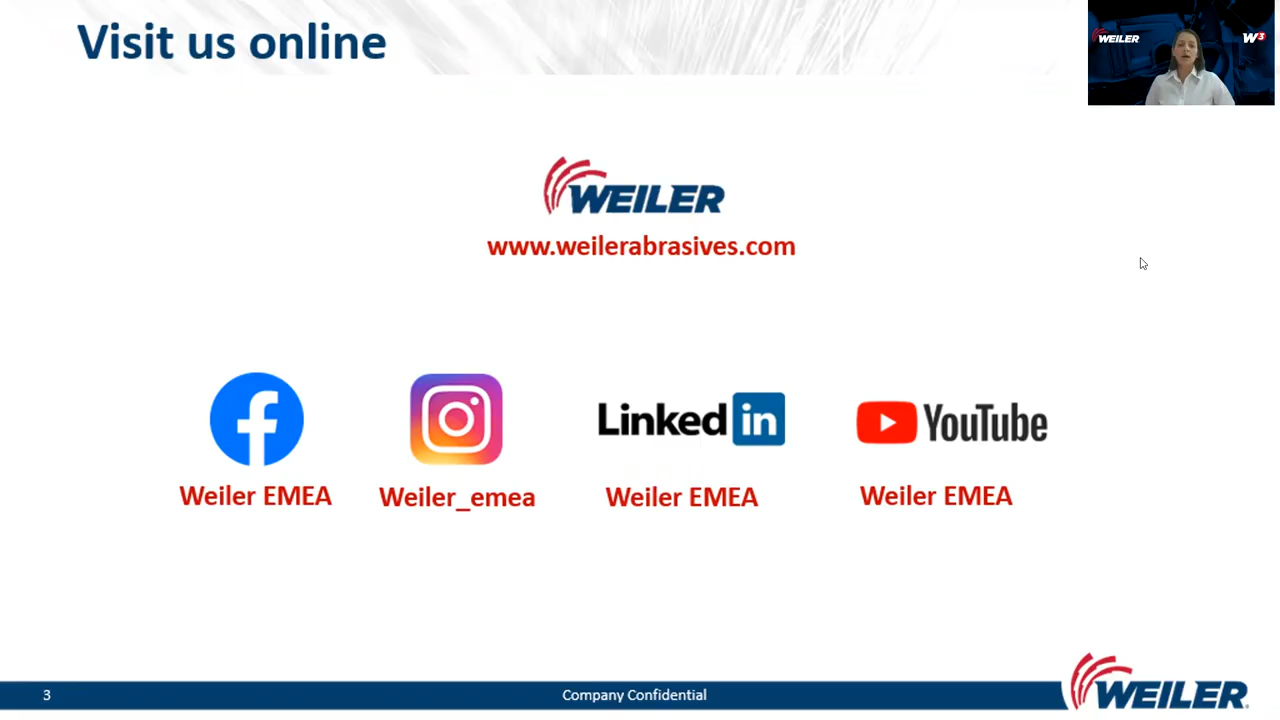 Visit us online
WEILER
W3
WEILER
www.weilerabrasives.com
Linked in
YouTube
Weiler EMEA
Weiler_emea
Weiler EMEA
Weiler EMEA
3
Company Confidential
WEILER